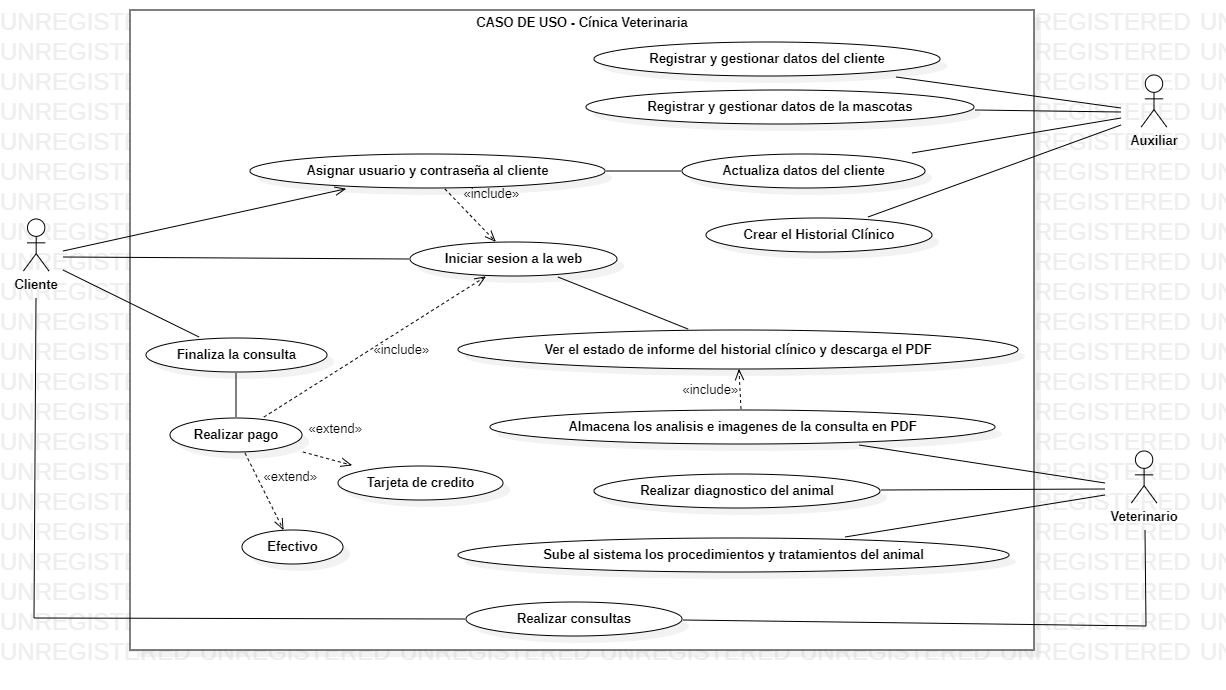 CASO DE USO - Cínica Veterinaria
Registrar y gestionar datos del cliente
Registrar y gestionar datos de la mascotas
Auxiliar
Asignar usuario y contraseña al cliente
Actualiza datos del cliente
«include»
Crear el Historial Clínico
Iniciar sesion a la web
Cliente
Finaliza la consulta
«include»
Ver el estado de informe del historial clínico y descarga el PDF
«include»
Realizar pago
«extend»
Almacena los analisis e imagenes de la consulta en PDF
«extend»
Tarjeta de credito
Realizar diagnostico del animal
Veterinario
Efectivo
Sube al sistema los procedimientos y tratamientos del animal
Realizar consultas
UNREGISTERED UNREGISTERED UNREGISTERED UNREGISTERED UNREGISTERED UNREGISTERED UN